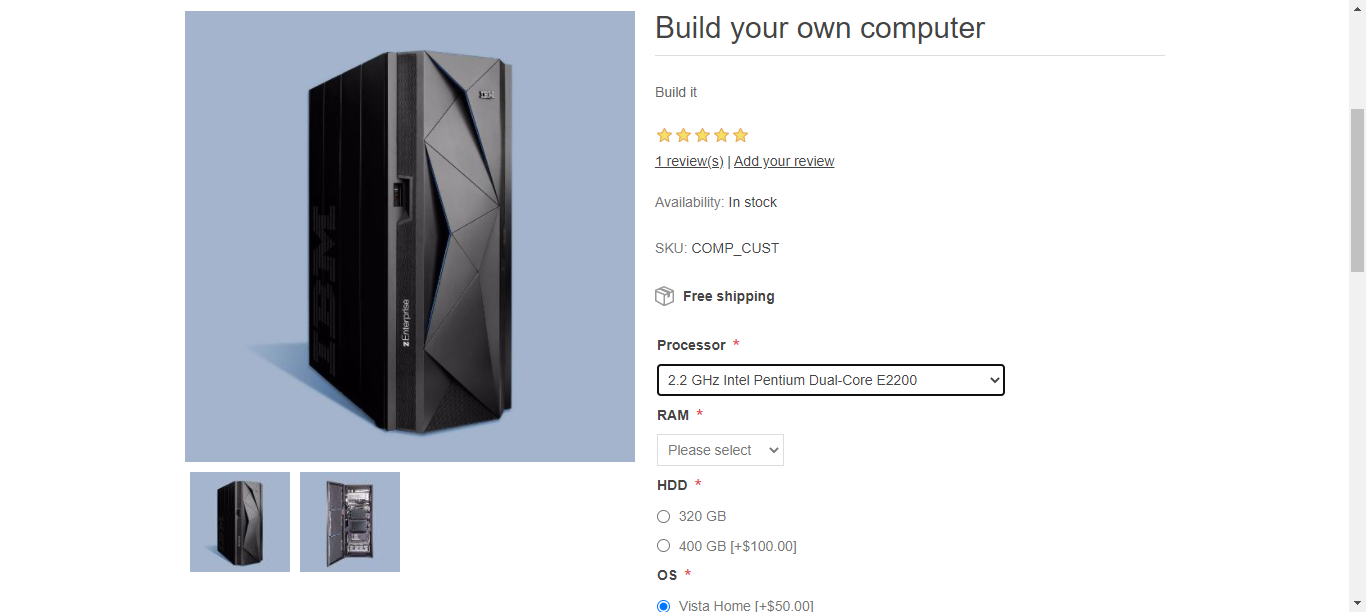 Build your own computer
Build it
1 review(s) | Add your review
Availability: In stock
SKU: COMP_CUST
Free shipping
Processor *
2.2 GHz Intel Pentium Dual-Core E2200
RAM *
Please select
HDD *
320 GB
400 GB [+$100.00]
OS *
Vista Home [+$50.00]
IBM
IBM
zEnterprise